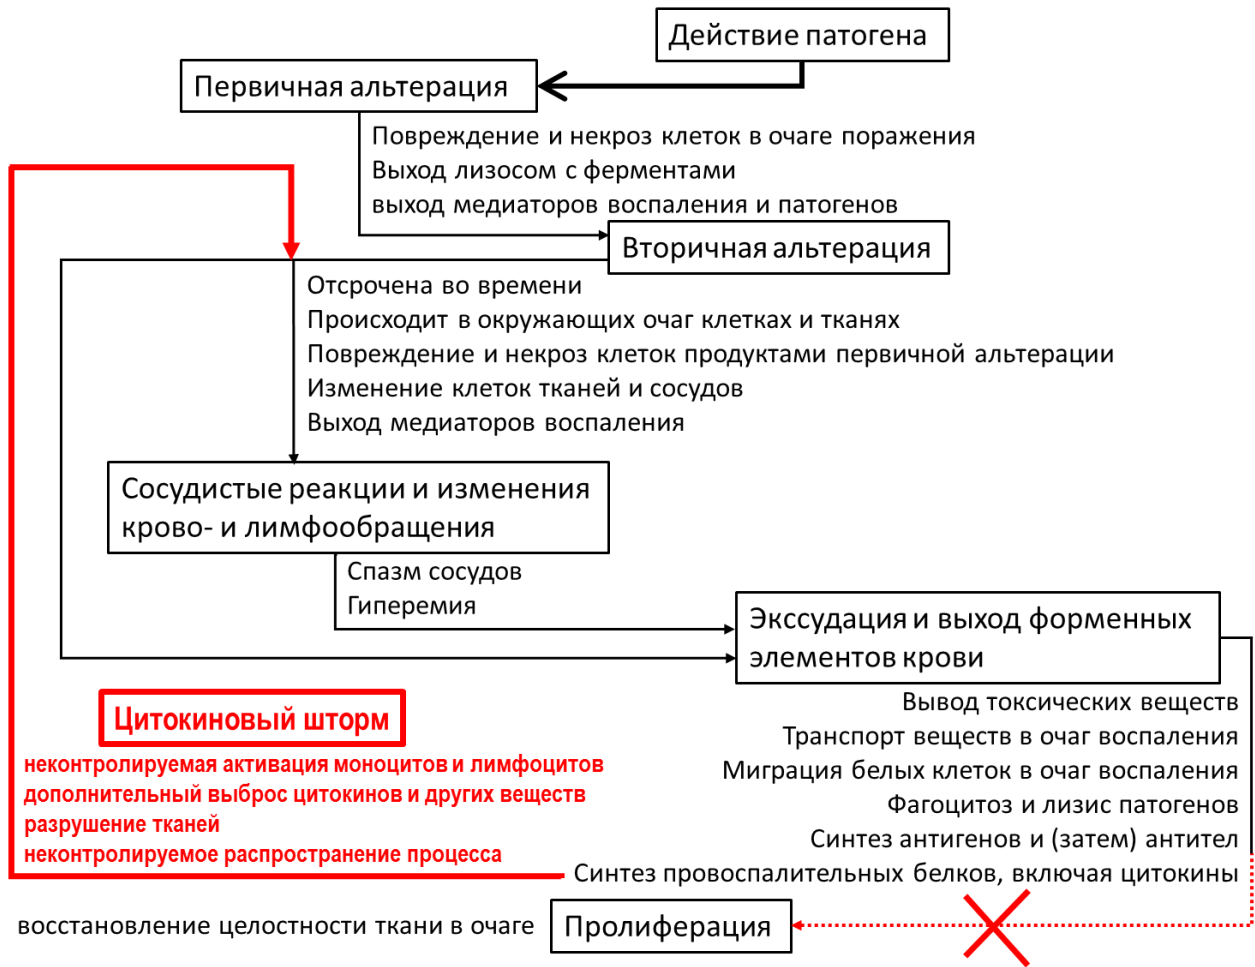 Действие патогена
Первичная альтерация
Повреждение и некроз клеток в очаге поражения
Выход лизосом с ферментами
выход медиаторов воспаления и патогенов
Вторичная альтерация
Отсрочена во времени
Происходит в окружающих очаг клетках и тканях
Повреждение и некроз клеток продуктами первичной альтерации
Изменение клеток тканей и сосудов
Выход медиаторов воспаления
Сосудистые реакции и изменения
крово- и лимфообращения
Спазм сосудов
Гиперемия
Экссудация и выход форменных
элементов крови
Вывод токсических веществ
Транспорт веществ в очаг воспаления
Миграция белых клеток в очаг воспаления
Фагоцитоз и лизис патогенов
Синтез антигенов и (затем) антител
Синтез провоспалительных белков, включая цитокины
Цитокиновый шторм
неконтролируемая активация моноцитов и лимфоцитов
дополнительный выброс цитокинов и других веществ
разрушение тканей
неконтролируемое распространение процесса
восстановление целостности ткани в очаге
Пролиферация